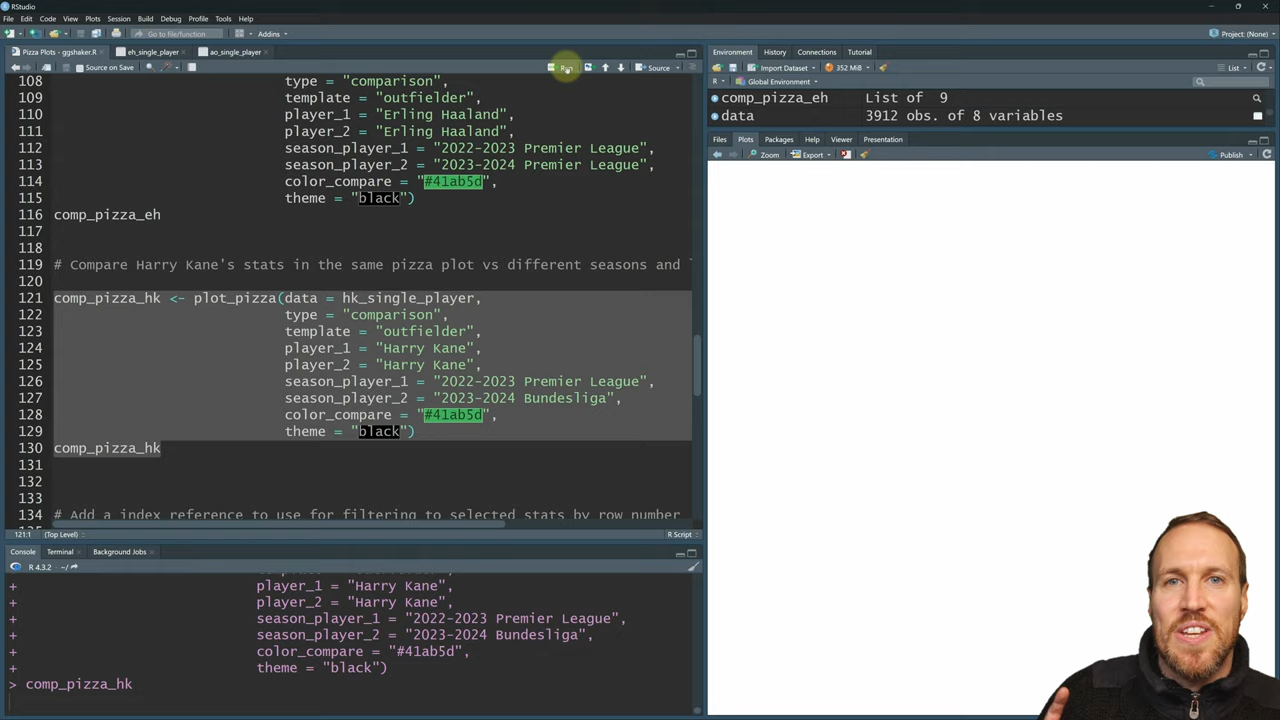 RStudio
File Edit Code View Plots Session Build Debug Profile Tools Help
Go to file/function
Addins
Project: (None)
Pizza Plots - ggshaker.R
eh_single_player
ao_single_player
Source on Save
Run
Source
108 type = "comparison",
109 template = "outfielder",
110 player_1 = "Erling Haaland",
111 player_2 = "Erling Haaland",
112 season_player_1 = "2022-2023 Premier League",
113 season_player_2 = "2023-2024 Premier League",
114 color_compare = "#41ab5d",
115 theme = "black")
116 comp_pizza_eh
117
118
119 # Compare Harry Kane's stats in the same pizza plot vs different seasons and
120
121 comp_pizza_hk <- plot_pizza(data = hk_single_player,
122 type = "comparison",
123 template = "outfielder",
124 player_1 = "Harry Kane",
125 player_2 = "Harry Kane",
126 season_player_1 = "2022-2023 Premier League",
127 season_player_2 = "2023-2024 Bundesliga",
128 color_compare = "#41ab5d",
129 theme = "black")
130 comp_pizza_hk
131
132
133
134 # Add a index reference to use for filtering to selected stats by row number
121:1 (Top Level)
R Script
Console Terminal Background Jobs
R 4.3.2 · ~/
+ player_1 = "Harry Kane",
+ player_2 = "Harry Kane",
+ season_player_1 = "2022-2023 Premier League",
+ season_player_2 = "2023-2024 Bundesliga",
+ color_compare = "#41ab5d",
+ theme = "black")
> comp_pizza_hk
Environment History Connections Tutorial
Import Dataset 352 MiB List
R Global Environment
comp_pizza_eh List of 9
data 3912 obs. of 8 variables
Files Plots Packages Help Viewer Presentation
Zoom Export Publish